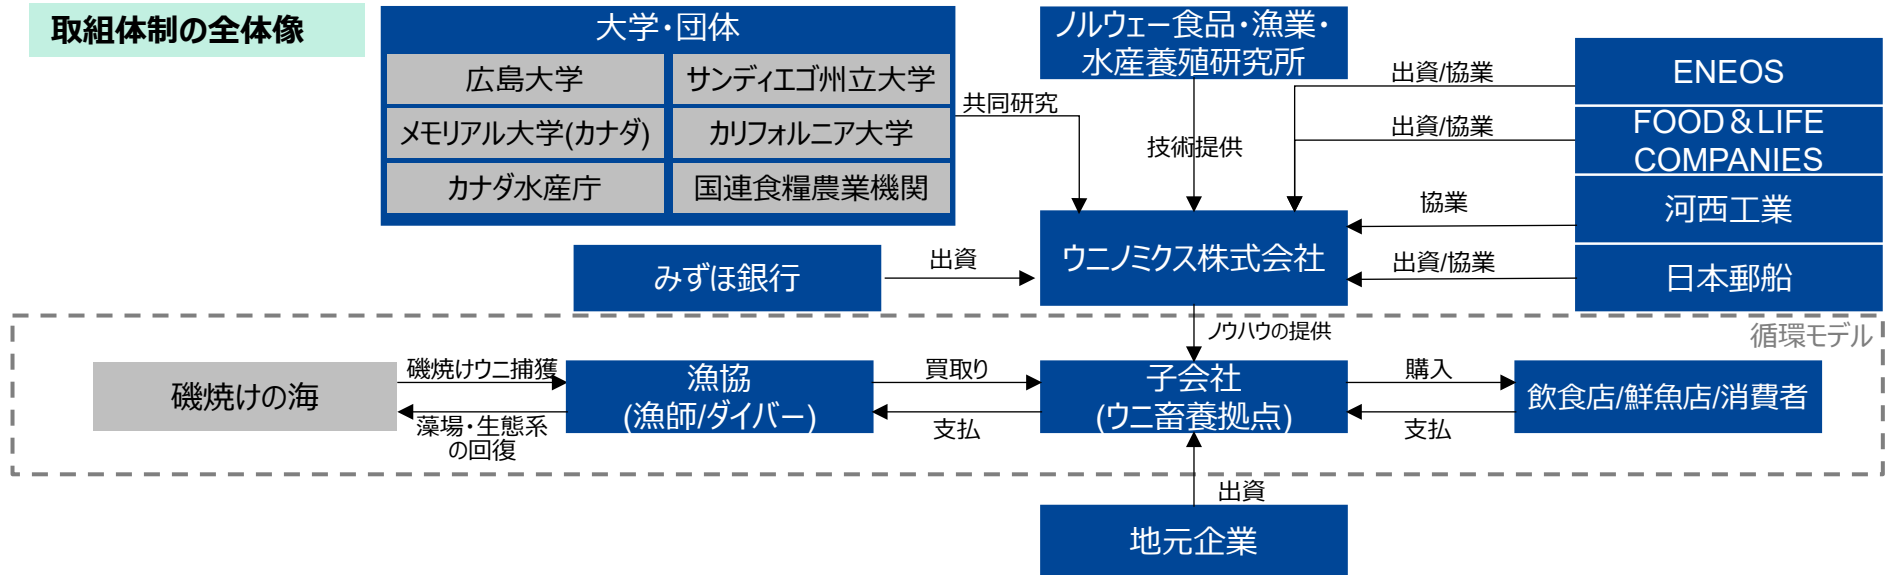 取組体制の全体像
大学・団体
広島大学
サンディエゴ州立大学
メモリアル大学(カナダ)
カリフォルニア大学
カナダ水産庁
国連食糧農業機関
共同研究
ノルウェー食品・漁業・
水産養殖研究所
技術提供
出資/協業
ENEOS
出資/協業
FOOD＆LIFE
COMPANIES
協業
河西工業
出資/協業
日本郵船
みずほ銀行
出資
ウニノミクス株式会社
ノウハウの提供
循環モデル
磯焼けの海
磯焼けウニ捕獲
藻場・生態系
の回復
漁協
(漁師/ダイバー)
買取り
支払
子会社
(ウニ畜養拠点)
購入
支払
飲食店/鮮魚店/消費者
出資
地元企業